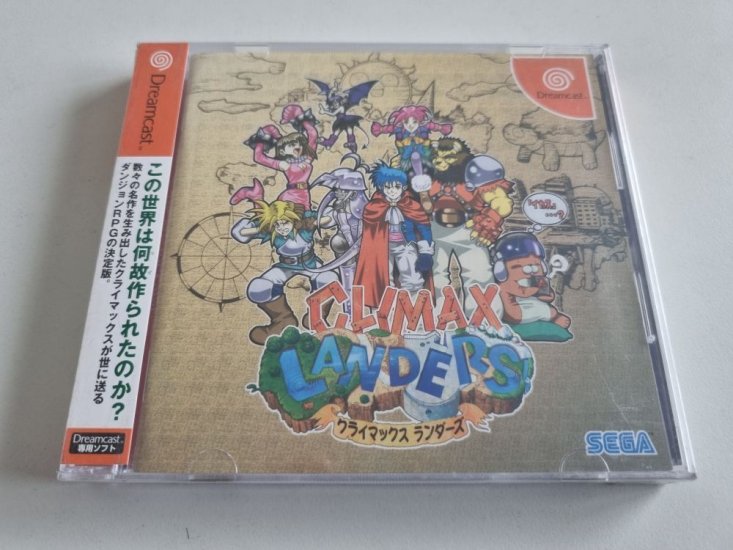 Dreamcast™
この世界は何故作られたのか?
数々の名作を生み出したクライマックスが世に送る
ダンジョンRPGの決定版。
Dreamcast™
専用ソフト
Dreamcast™
CLIMAX
LANDERS!
クライマックス ランダーズ
SEGA